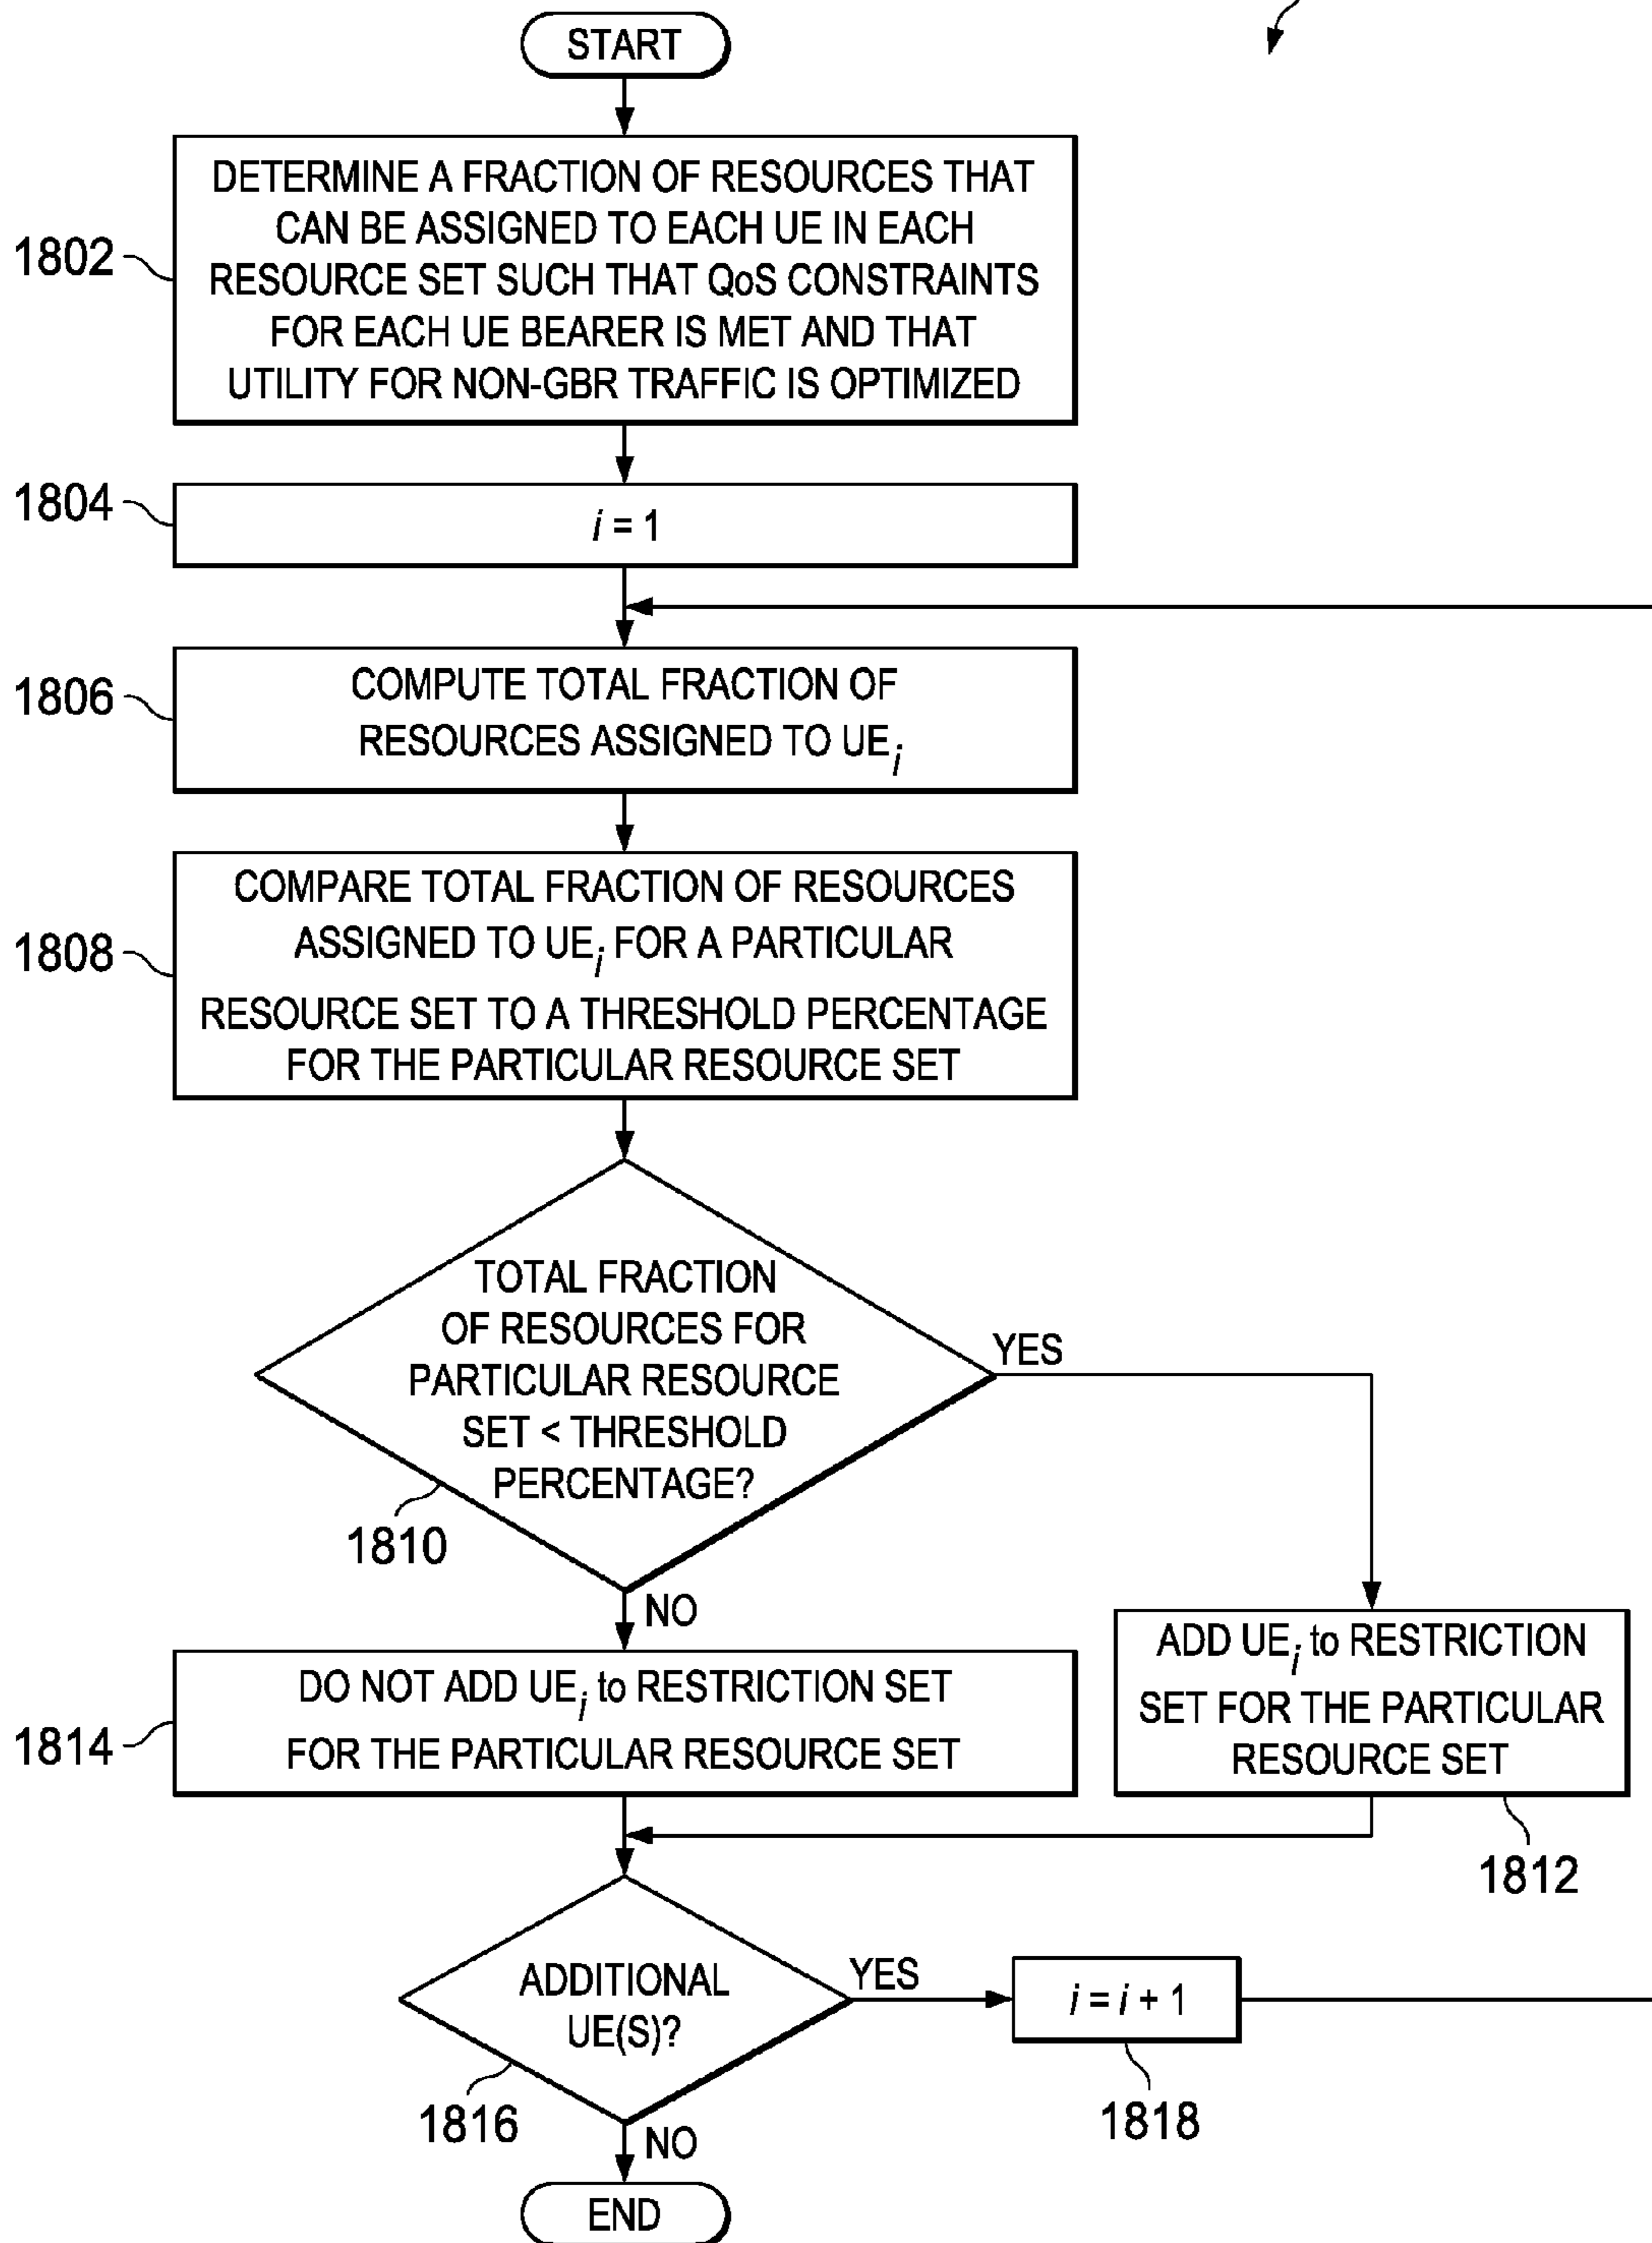 START
1802
DETERMINE A FRACTION OF RESOURCES THAT
CAN BE ASSIGNED TO EACH UE IN EACH
RESOURCE SET SUCH THAT QoS CONSTRAINTS
FOR EACH UE BEARER IS MET AND THAT
UTILITY FOR NON-GBR TRAFFIC IS OPTIMIZED
1804
i = 1
1806
COMPUTE TOTAL FRACTION OF
RESOURCES ASSIGNED TO UEi
1808
COMPARE TOTAL FRACTION OF RESOURCES
ASSIGNED TO UEi FOR A PARTICULAR
RESOURCE SET TO A THRESHOLD PERCENTAGE
FOR THE PARTICULAR RESOURCE SET
TOTAL FRACTION
OF RESOURCES FOR
PARTICULAR RESOURCE
SET < THRESHOLD
PERCENTAGE?
YES
1810
NO
1814
DO NOT ADD UEi to RESTRICTION SET
FOR THE PARTICULAR RESOURCE SET
ADD UEi to RESTRICTION
SET FOR THE PARTICULAR
RESOURCE SET
1812
ADDITIONAL
UE(S)?
YES
i = i + 1
1816
1818
NO
END